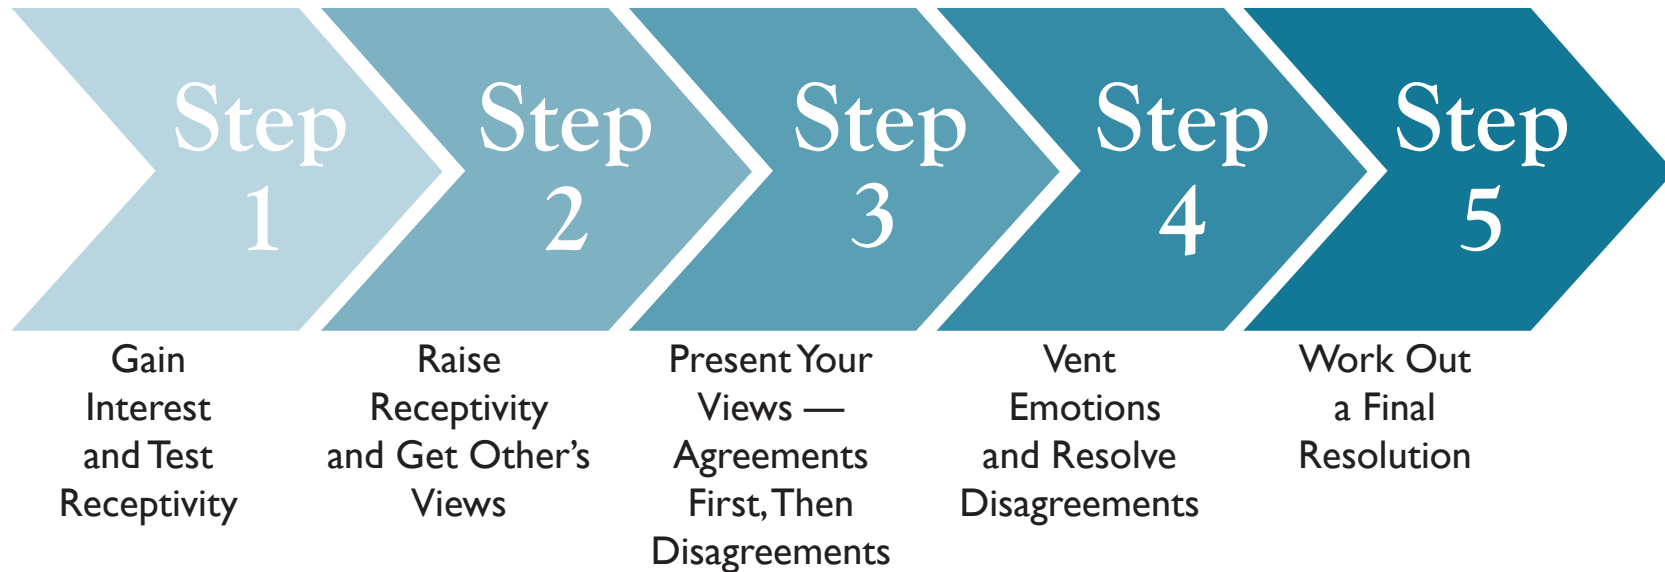 Step
1
Step
2
Step
3
Step
4
Step
5
Gain
Interest
and Test
Receptivity
Raise
Receptivity
and Get Other’s
Views
Present Your
Views —
Agreements
First, Then
Disagreements
Vent
Emotions
and Resolve
Disagreements
Work Out
a Final
Resolution